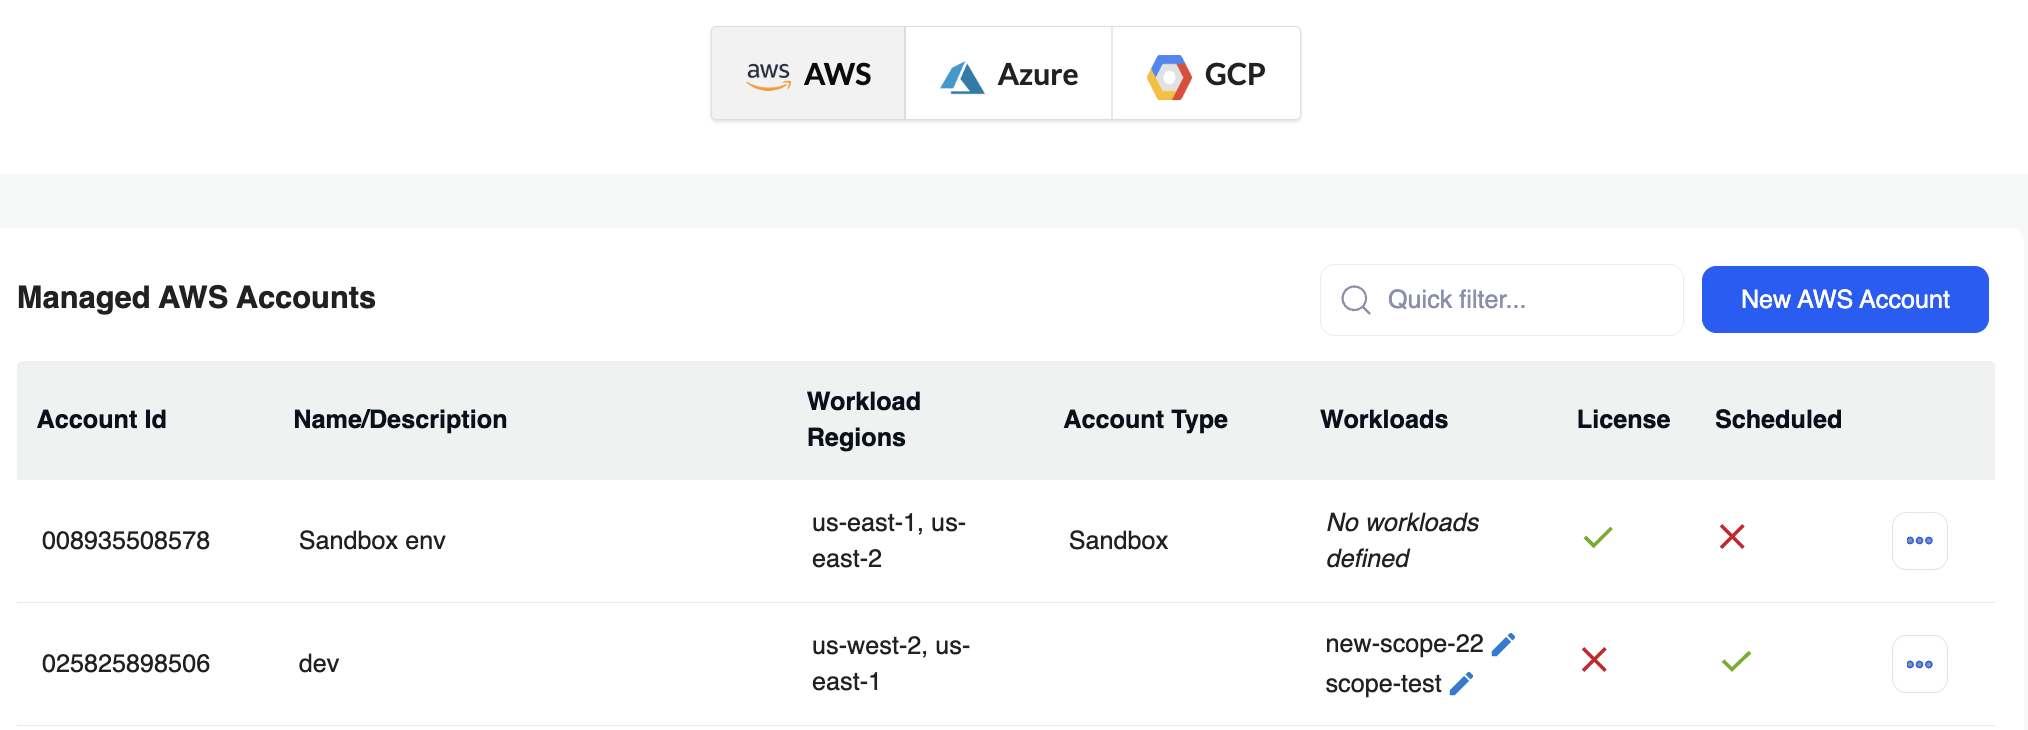 aws AWS Azure GCP
Managed AWS Accounts Quick filter... New AWS Account
Account Id Name/Description Workload Regions Account Type Workloads License Scheduled
008935508578 Sandbox env us-east-1, us-east-2 Sandbox No workloads defined
025825898506 dev us-west-2, us-east-1 new-scope-22
scope-test